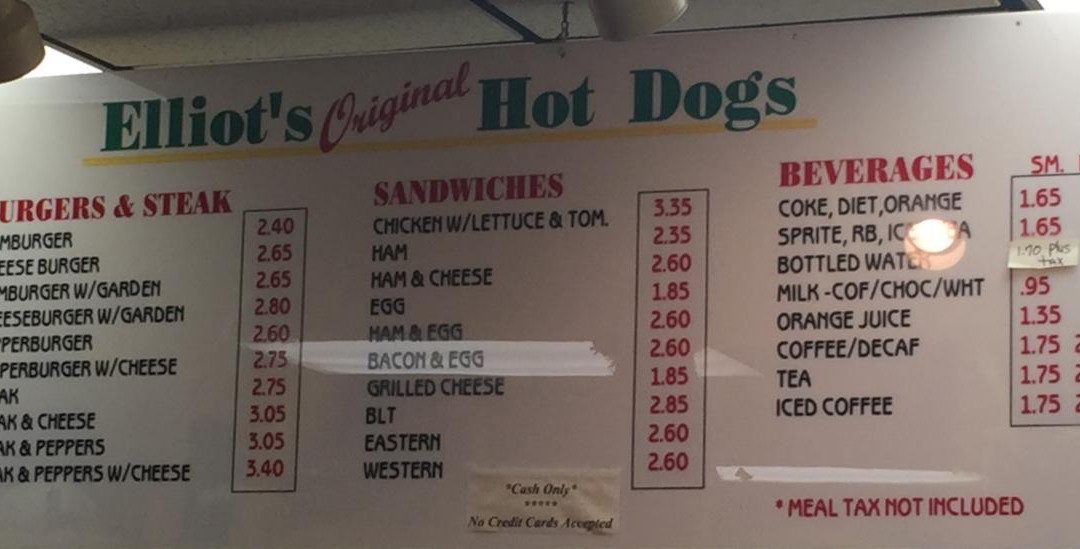 Elliot's Original Hot Dogs
URGERS & STEAK
MBURGER 2.40
EESE BURGER 2.65
MBURGER W/GARDEN 2.65
EESEBURGER W/GARDEN 2.80
PPERBURGER 2.60
PERBURGER W/CHEESE 2.75
AK 2.75
AK & CHEESE 3.05
AK & PEPPERS 3.05
AK & PEPPERS W/CHEESE 3.40
SANDWICHES
CHICKEN W/LETTUCE & TOM. 3.35
HAM 2.35
HAM & CHEESE 2.60
EGG 1.85
HAM & EGG 2.60
BACON & EGG 2.60
GRILLED CHEESE 1.85
BLT 2.85
EASTERN 2.60
WESTERN 2.60
*Cash Only*
*****
No Credit Cards Accepted
BEVERAGES SM.
COKE, DIET,ORANGE 1.65
SPRITE, RB, 1.65
BOTTLED WATER 1.70 plus
tax
MILK -COF/CHOC/WHT .95
ORANGE JUICE 1.35
COFFEE/DECAF 1.75 2
TEA 1.75 2
ICED COFFEE 1.75 2
* MEAL TAX NOT INCLUDED